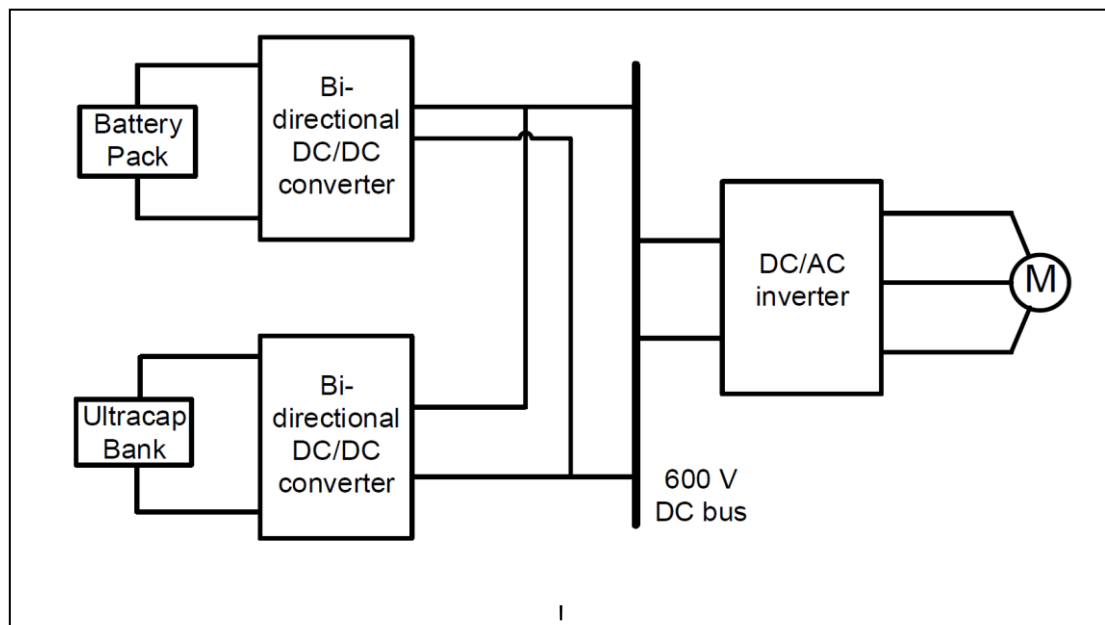 Battery
Pack
Bi-
directional
DC/DC
converter
Ultracap
Bank
Bi-
directional
DC/DC
converter
600 V
DC bus
DC/AC
inverter
M
I